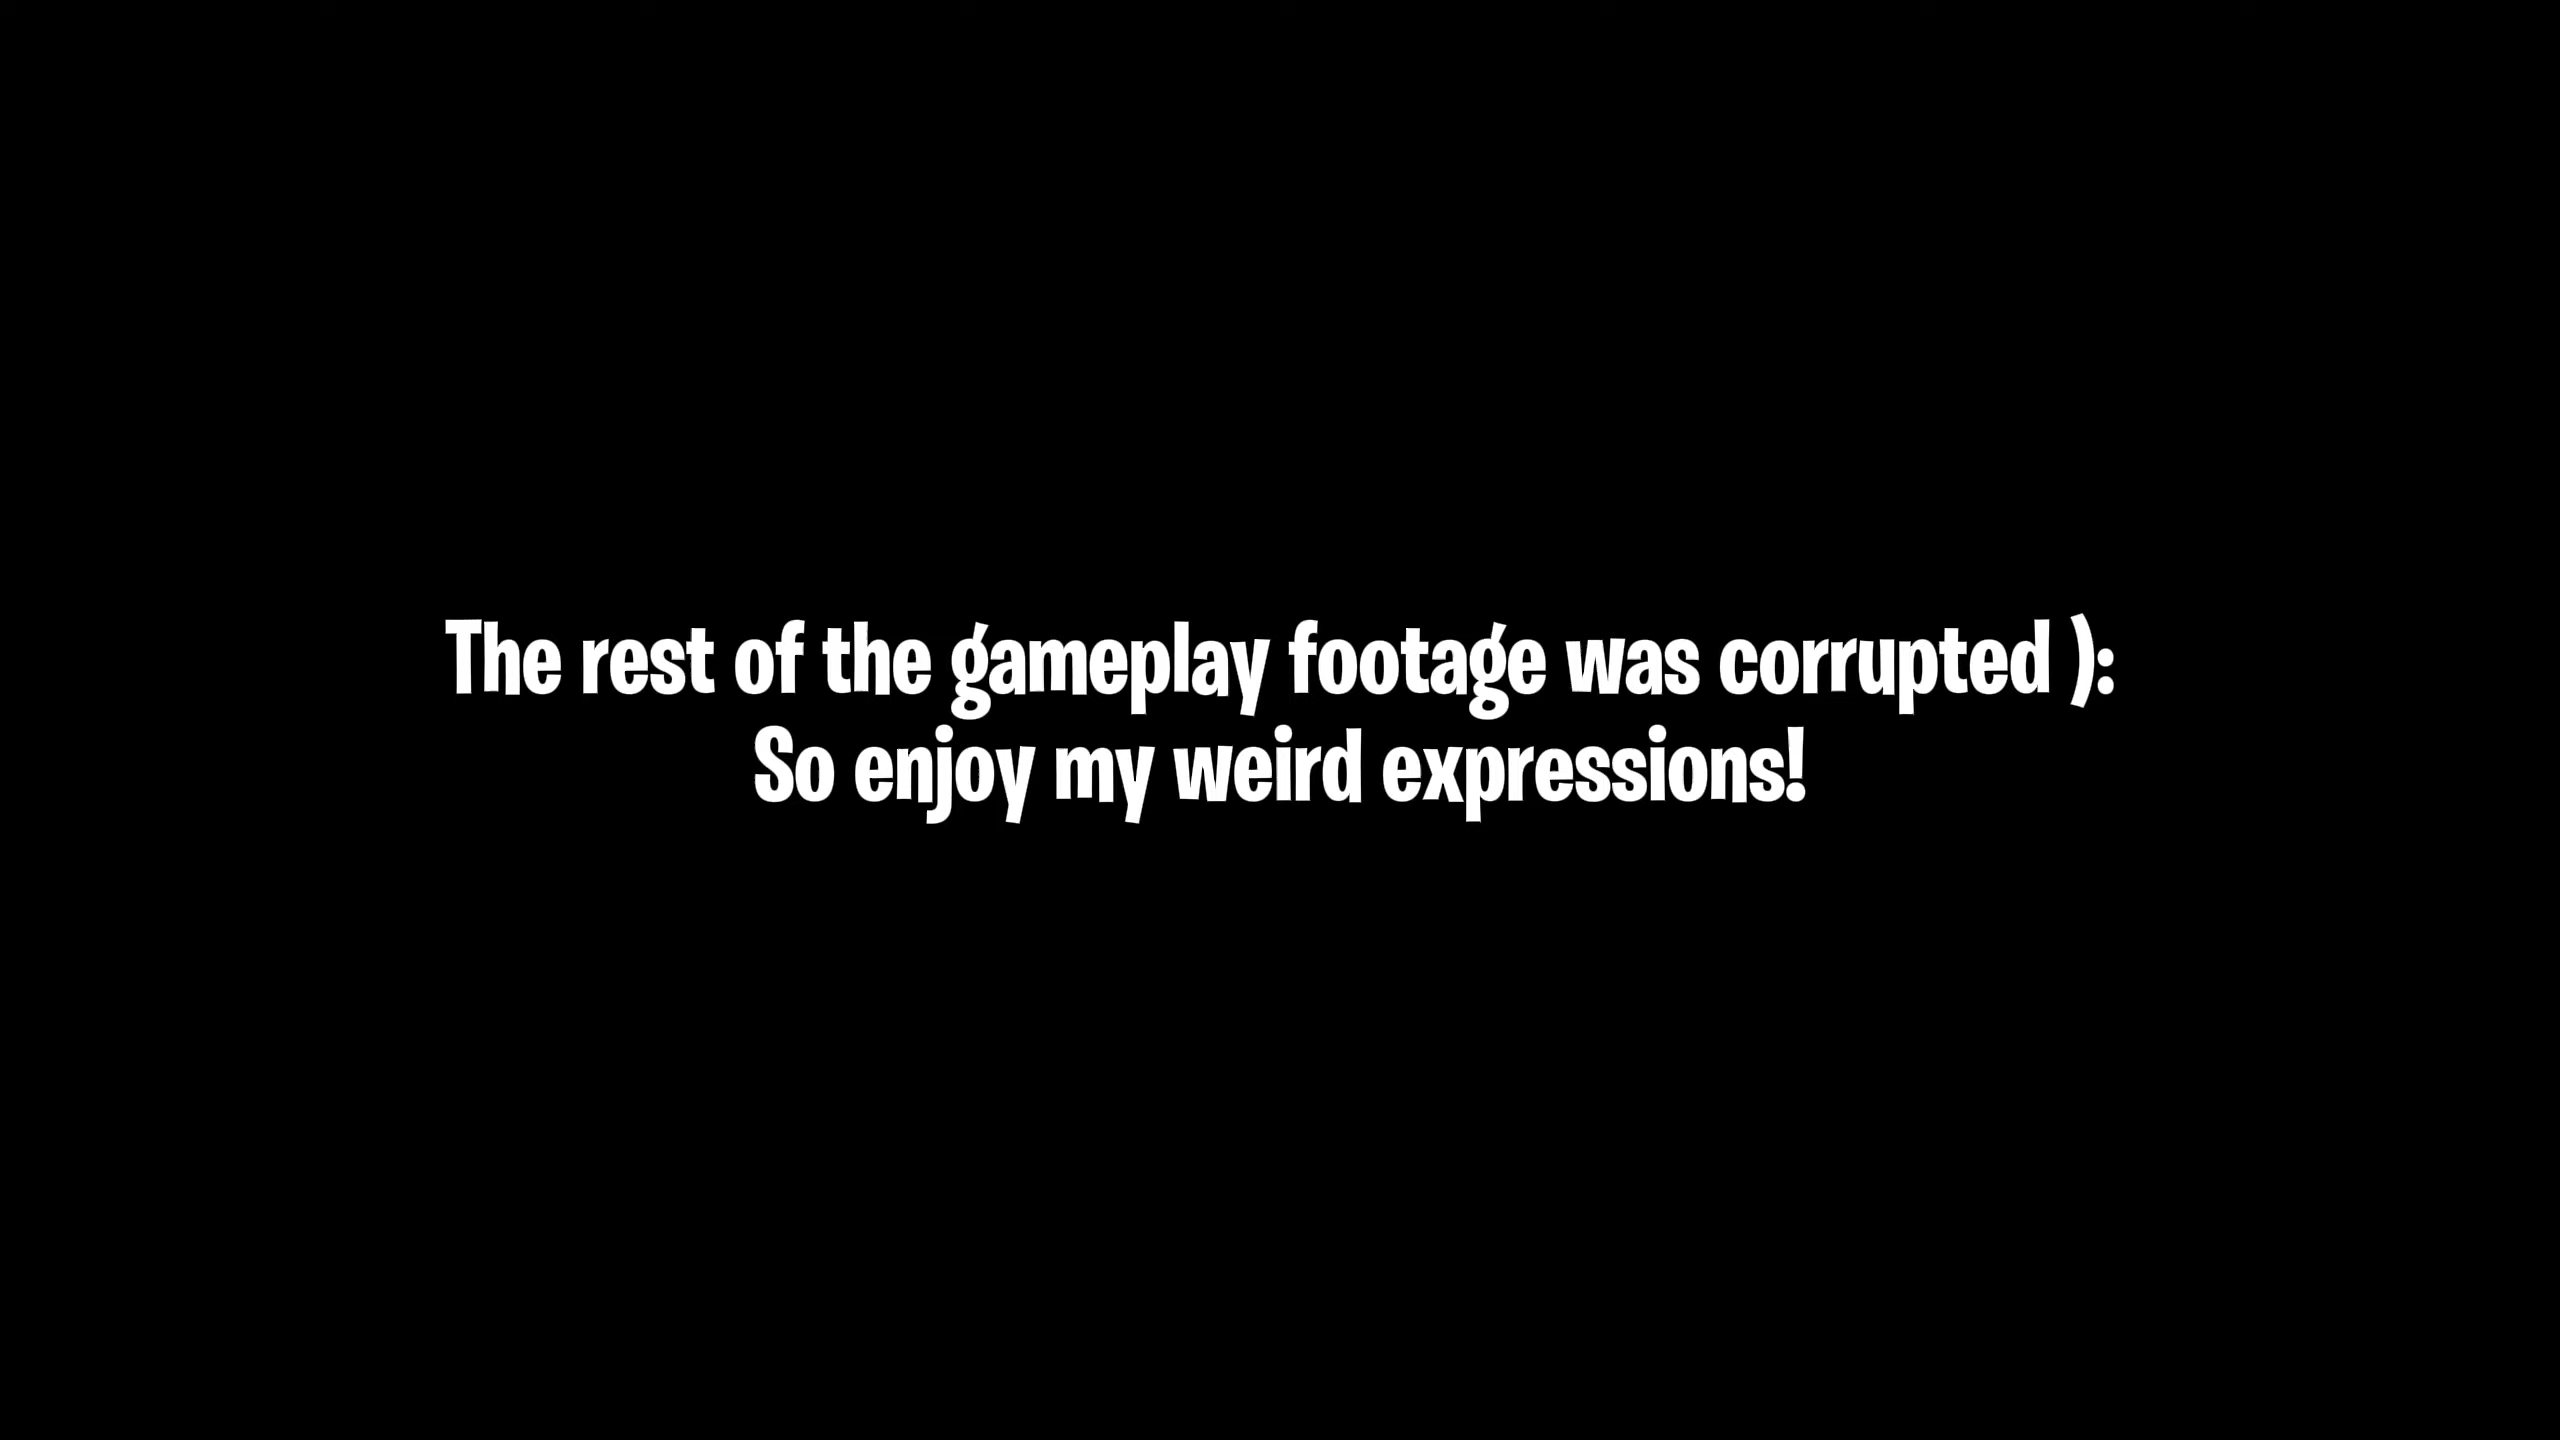 The rest of the gameplay footage was corrupted ):
So enjoy my weird expressions!